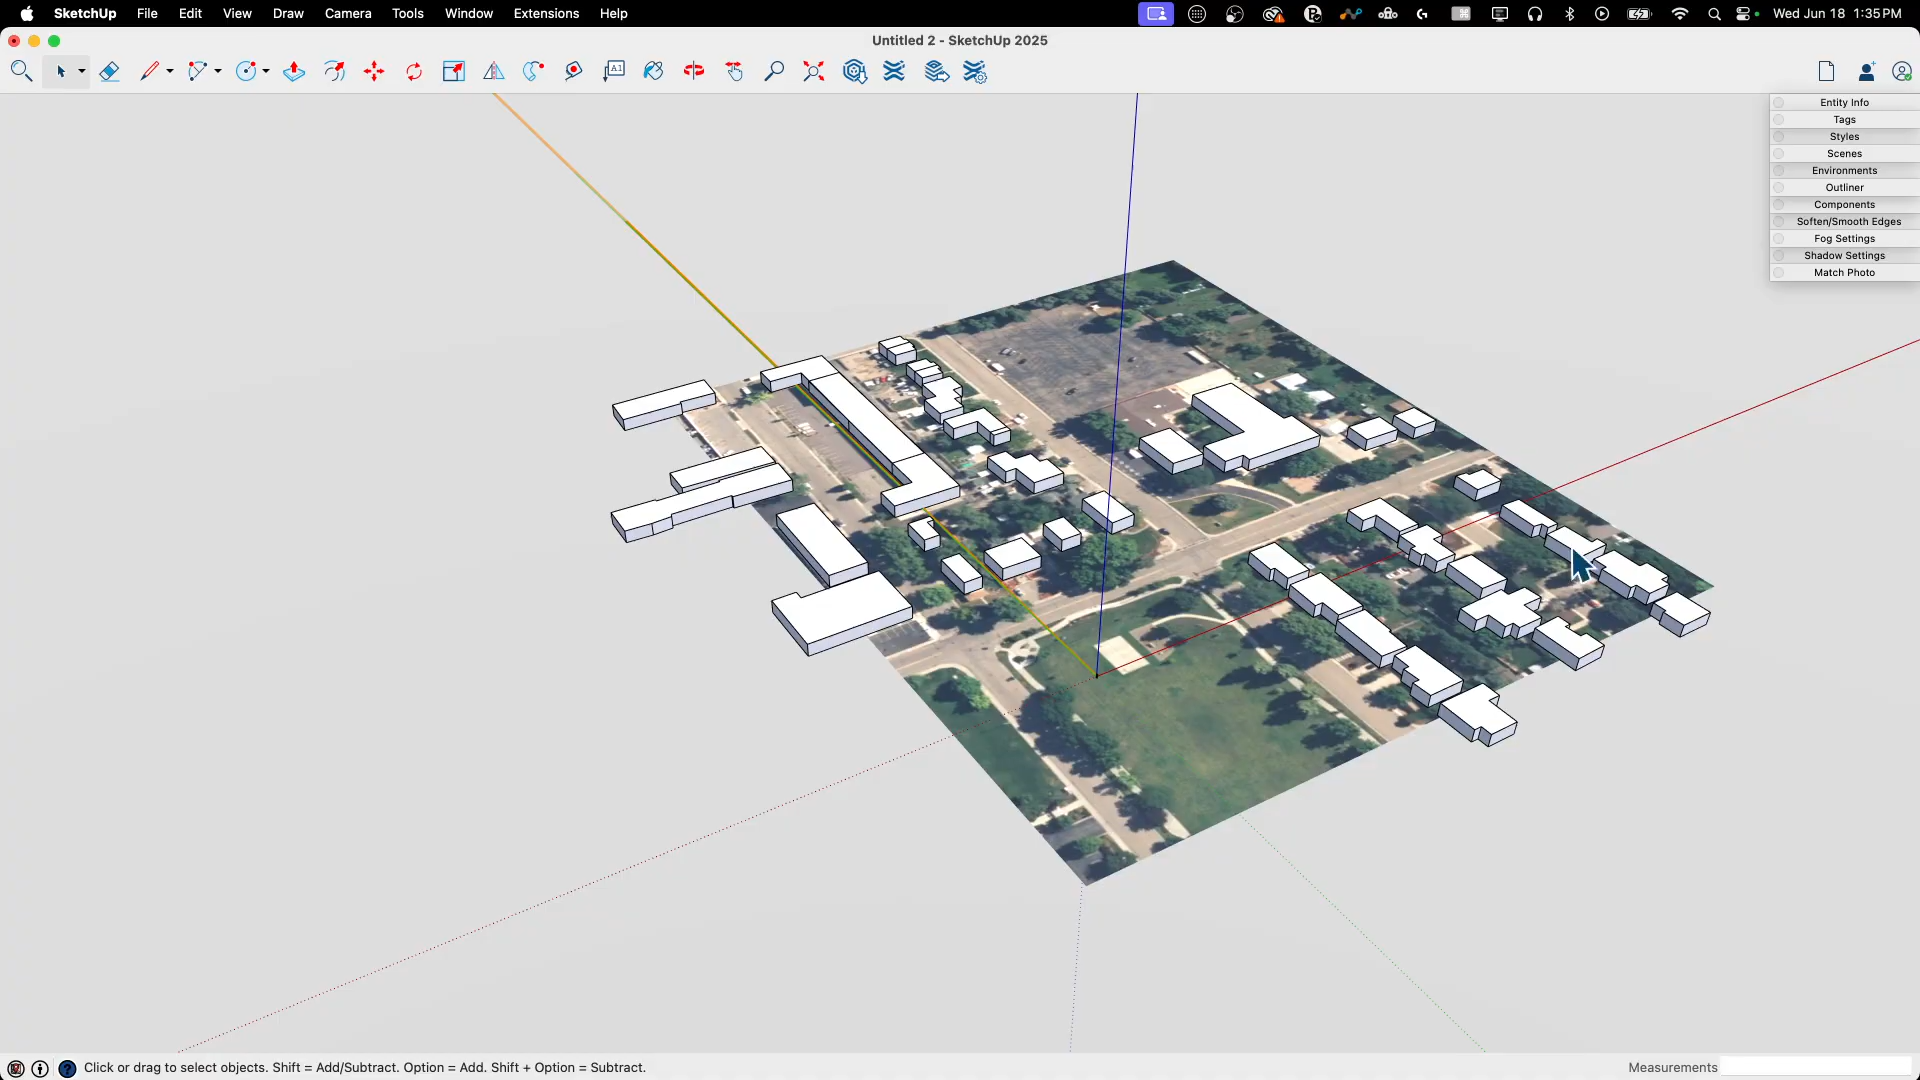 SketchUp File Edit View Draw Camera Tools Window Extensions Help Wed Jun 18 1:35 PM
Untitled 2 - SketchUp 2025
A1
Entity Info
Tags
Styles
Scenes
Environments
Outliner
Components
Soften/Smooth Edges
Fog Settings
Shadow Settings
Match Photo
Click or drag to select objects. Shift = Add/Subtract. Option = Add. Shift + Option = Subtract. Measurements